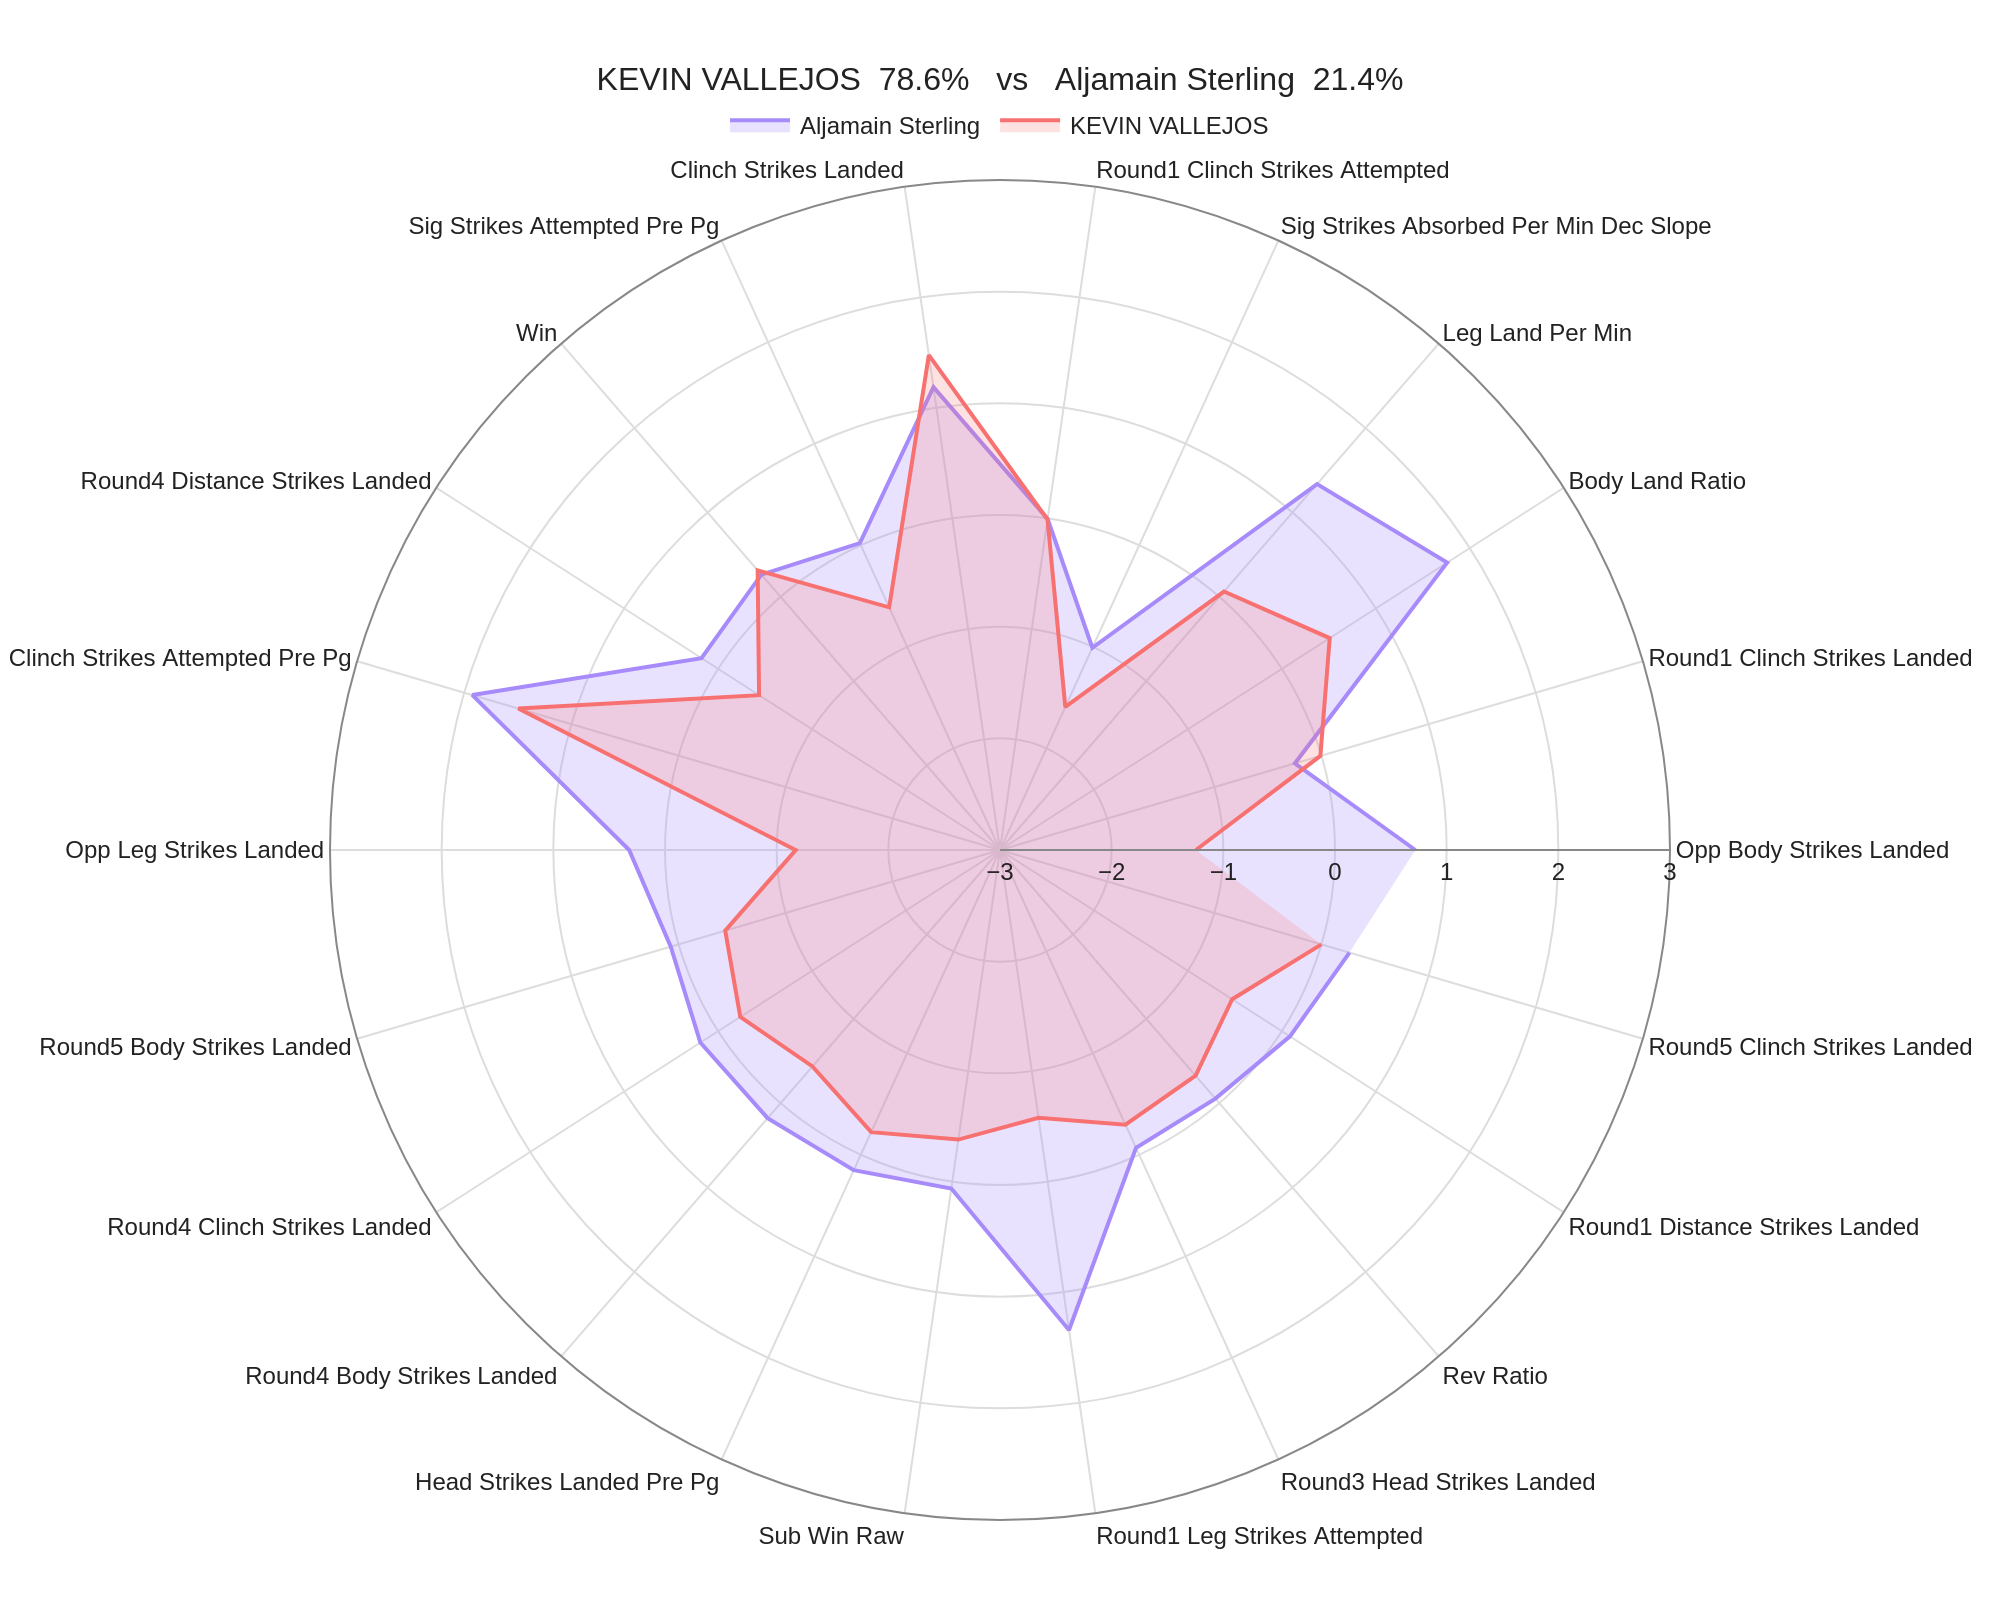 KEVIN VALLEJOS 78.6% vs Aljamain Sterling 21.4%
Aljamain Sterling KEVIN VALLEJOS
Clinch Strikes Landed Round1 Clinch Strikes Attempted
Sig Strikes Attempted Pre Pg Sig Strikes Absorbed Per Min Dec Slope
Win Leg Land Per Min
Round4 Distance Strikes Landed Body Land Ratio
Clinch Strikes Attempted Pre Pg Round1 Clinch Strikes Landed
Opp Leg Strikes Landed Opp Body Strikes Landed
−3 −2 −1 0 1 2 3
Round5 Body Strikes Landed Round5 Clinch Strikes Landed
Round4 Clinch Strikes Landed Round1 Distance Strikes Landed
Round4 Body Strikes Landed Rev Ratio
Head Strikes Landed Pre Pg Round3 Head Strikes Landed
Sub Win Raw Round1 Leg Strikes Attempted